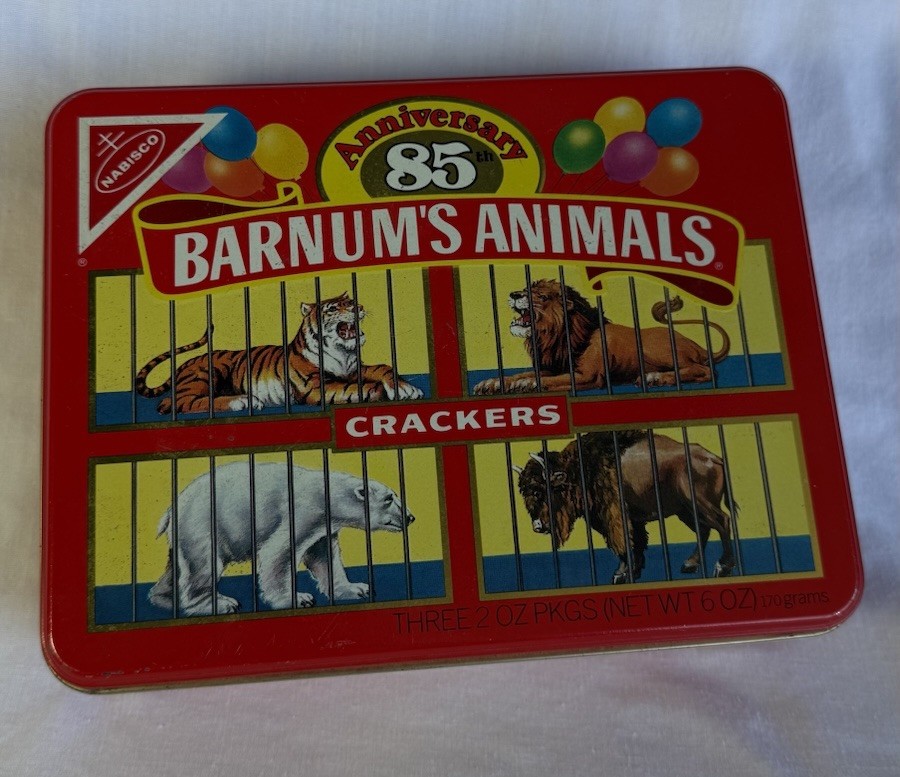 NABISCO
®
Anniversary
85th
BARNUM'S ANIMALS®
CRACKERS
THREE 2 OZ PKGS (NET WT 6 OZ) 170 grams